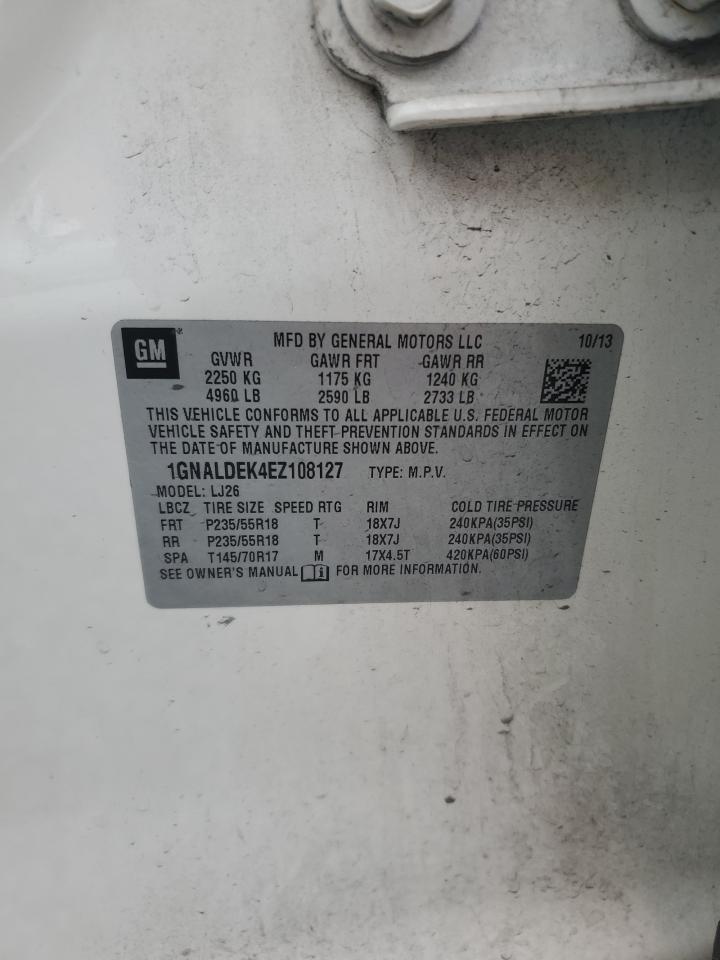 GM MFD BY GENERAL MOTORS LLC 10/13
GVWR GAWR FRT GAWR RR
2250 KG 1175 KG 1240 KG
4960 LB 2590 LB 2733 LB
THIS VEHICLE CONFORMS TO ALL APPLICABLE U.S. FEDERAL MOTOR
VEHICLE SAFETY AND THEFT PREVENTION STANDARDS IN EFFECT ON
THE DATE OF MANUFACTURE SHOWN ABOVE.
1GNALDEK4EZ108127 TYPE: M.P.V.
MODEL: LJ26
LBCZ TIRE SIZE SPEED RTG RIM COLD TIRE PRESSURE
FRT P235/55R18 T 18X7J 240KPA(35PSI)
RR P235/55R18 T 18X7J 240KPA(35PSI)
SPA T145/70R17 M 17X4.5T 420KPA(60PSI)
SEE OWNER'S MANUAL FOR MORE INFORMATION.